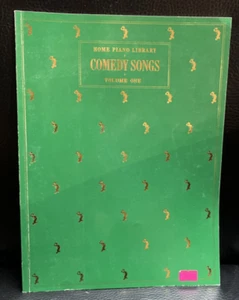 HOME PIANO LIBRARY
COMEDY SONGS
VOLUME ONE